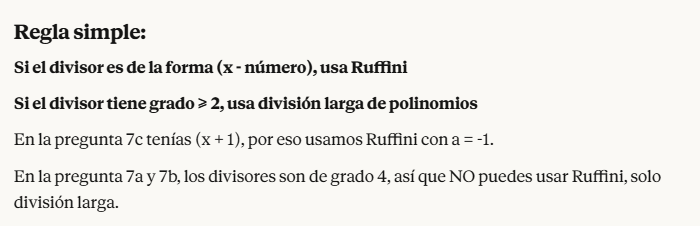 Regla simple:
Si el divisor es de la forma (x - número), usa Ruffini
Si el divisor tiene grado ≥ 2, usa división larga de polinomios
En la pregunta 7c tenías (x + 1), por eso usamos Ruffini con a = -1.
En la pregunta 7a y 7b, los divisores son de grado 4, así que NO puedes usar Ruffini, solo
división larga.